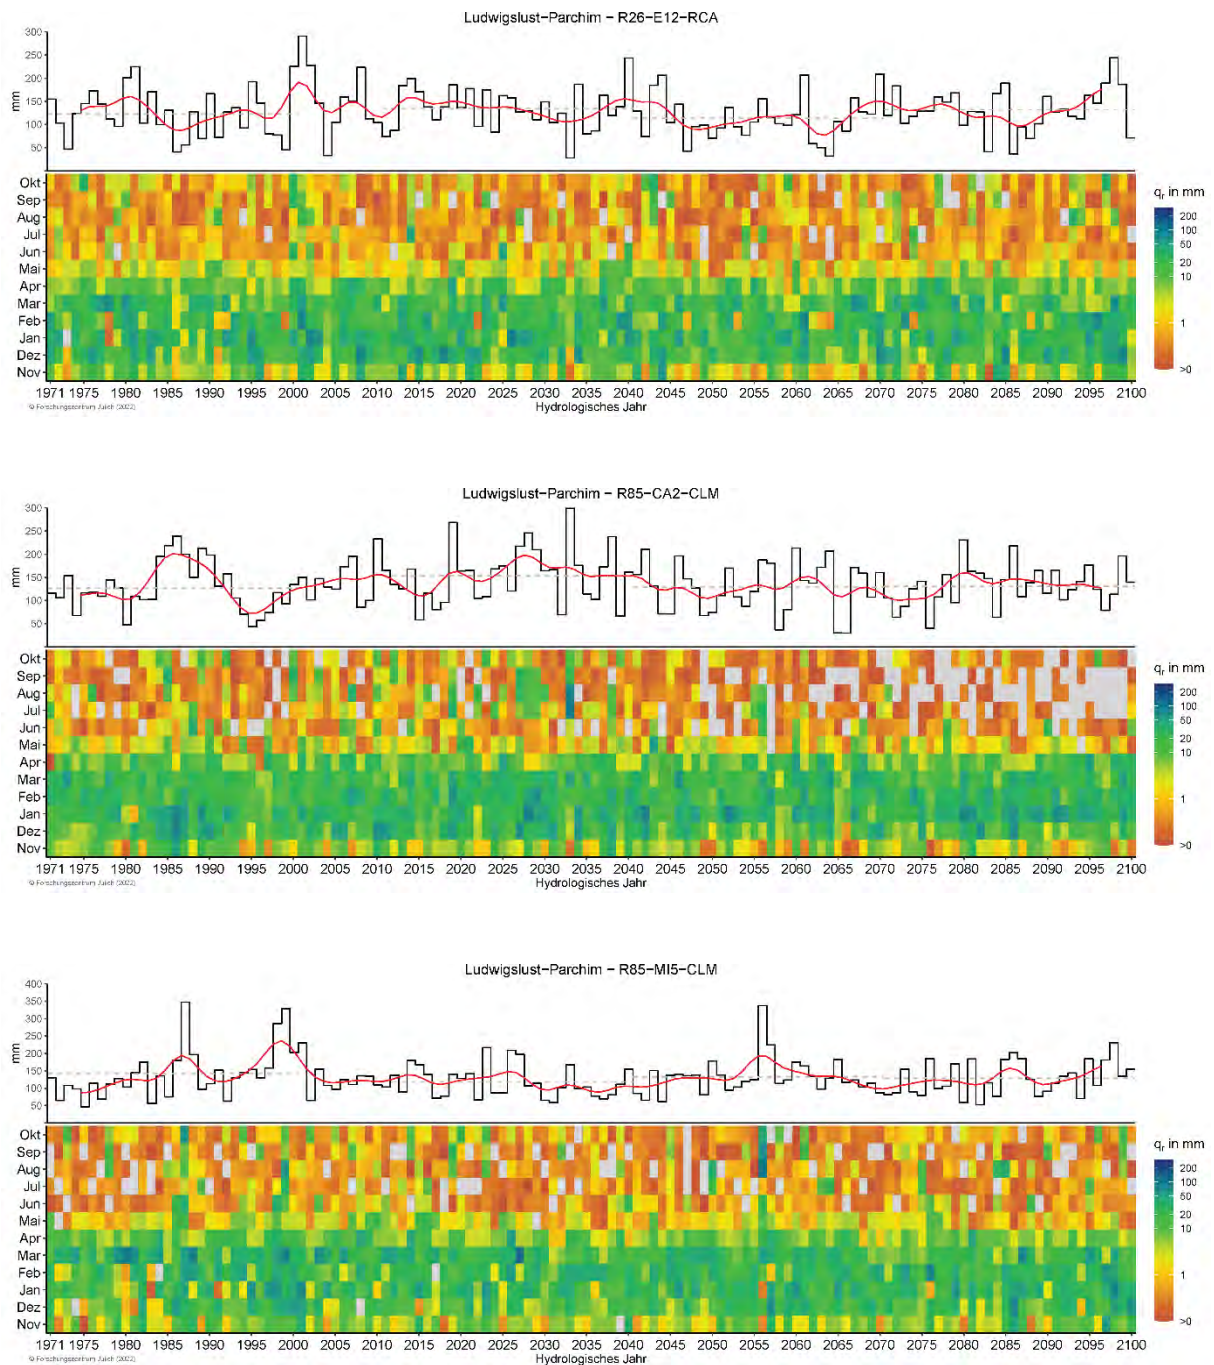 Ludwigslust-Parchim – R26-E12-RCA
300
250
200
150
100
50
mm
Okt
Sep
Aug
Jul
Jun
Mai
Apr
Mar
Feb
Jan
Dez
Nov
qr in mm
200
100
50
20
10
1
>0
1971 1975 1980 1985 1990 1995 2000 2005 2010 2015 2020 2025 2030 2035 2040 2045 2050 2055 2060 2065 2070 2075 2080 2085 2090 2095 2100
Hydrologisches Jahr
© Forschungszentrum Jülich (2022)
Ludwigslust-Parchim – R85-CA2-CLM
300
250
200
150
100
50
mm
Okt
Sep
Aug
Jul
Jun
Mai
Apr
Mar
Feb
Jan
Dez
Nov
qr in mm
200
100
50
20
10
1
>0
1971 1975 1980 1985 1990 1995 2000 2005 2010 2015 2020 2025 2030 2035 2040 2045 2050 2055 2060 2065 2070 2075 2080 2085 2090 2095 2100
Hydrologisches Jahr
© Forschungszentrum Jülich (2022)
Ludwigslust-Parchim – R85-MI5-CLM
400
350
300
250
200
150
100
50
mm
Okt
Sep
Aug
Jul
Jun
Mai
Apr
Mar
Feb
Jan
Dez
Nov
qr in mm
200
100
50
20
10
1
>0
1971 1975 1980 1985 1990 1995 2000 2005 2010 2015 2020 2025 2030 2035 2040 2045 2050 2055 2060 2065 2070 2075 2080 2085 2090 2095 2100
Hydrologisches Jahr
© Forschungszentrum Jülich (2022)